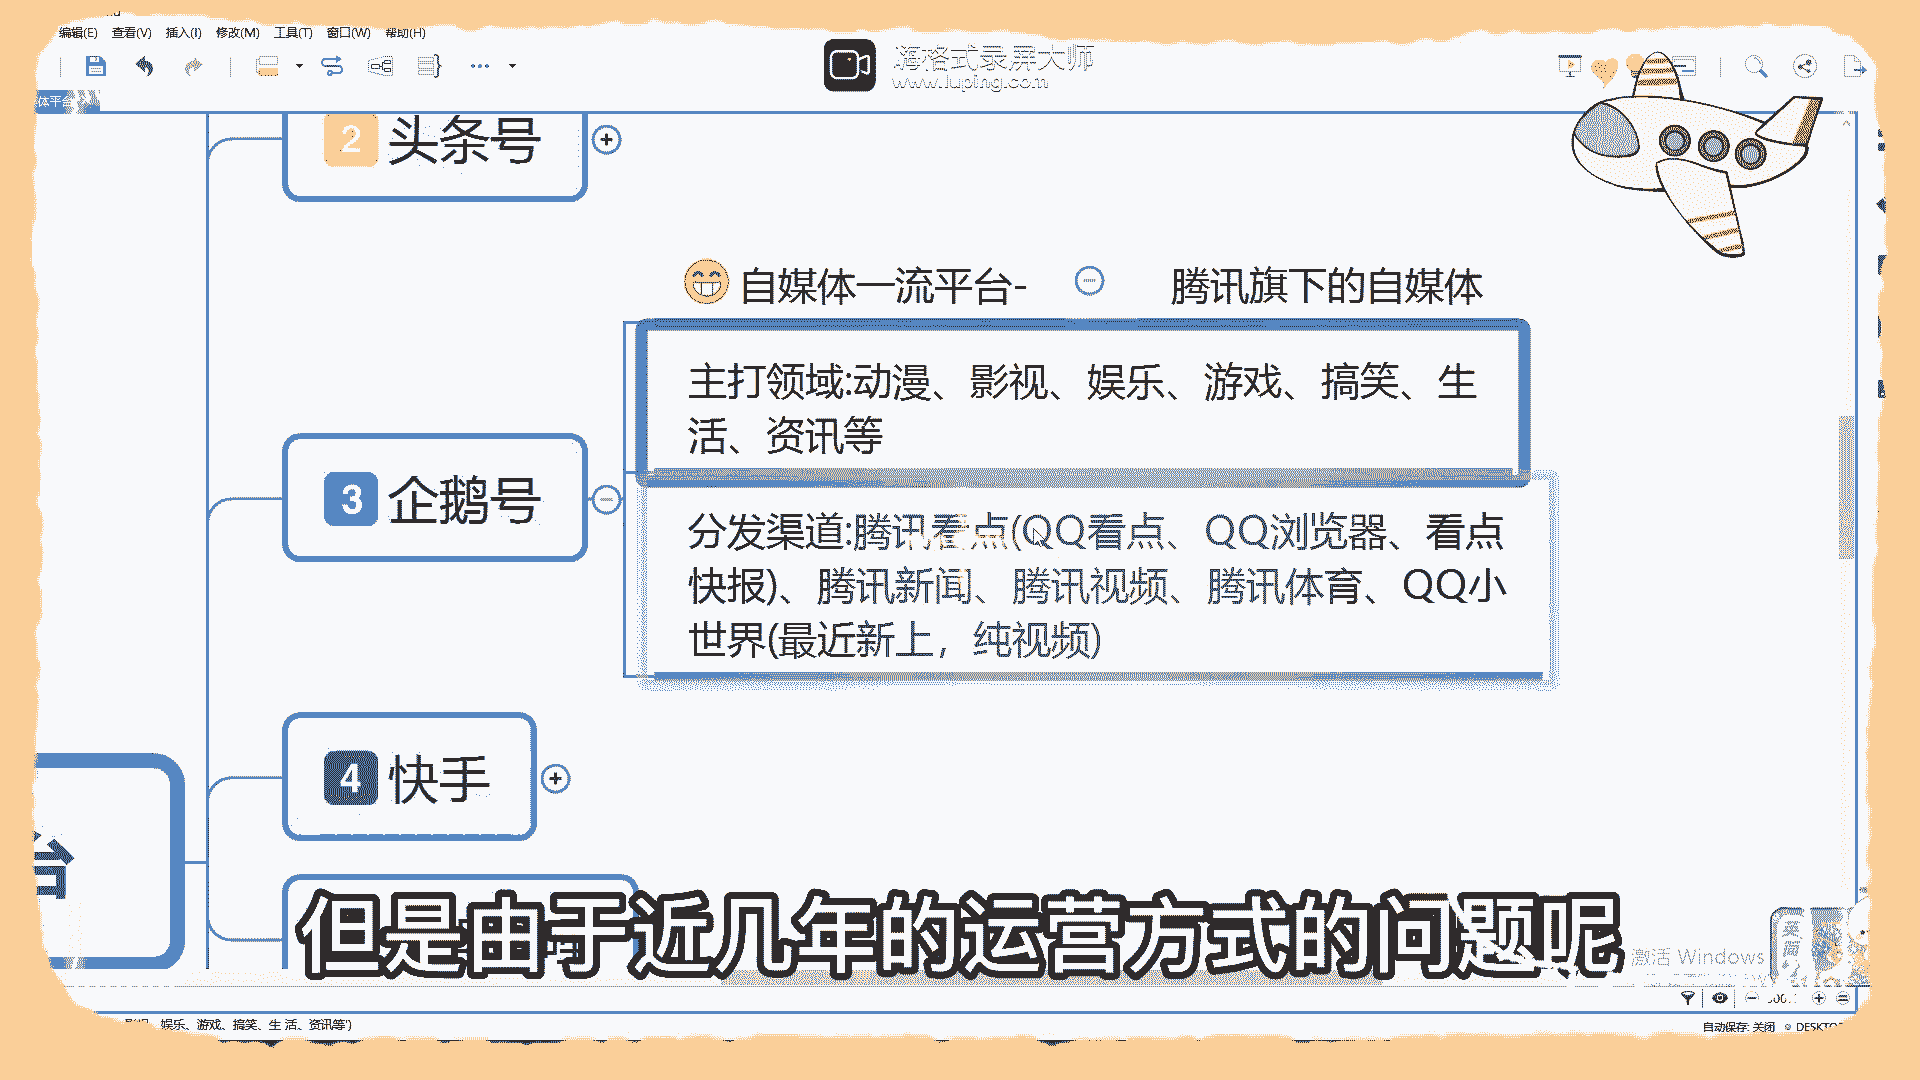 编辑(E) 查看(V) 插入(I) 修改(M) 工具(T) 窗口(W) 帮助(H)
嗨格式录屏大师
www.luping.com
体平台
2 头条号
自媒体一流平台-
腾讯旗下的自媒体
主打领域:动漫、影视、娱乐、游戏、搞笑、生
活、资讯等
3 企鹅号
分发渠道:腾讯看点(QQ看点、QQ浏览器、看点
快报)、腾讯新闻、腾讯视频、腾讯体育、QQ小
世界(最近新上，纯视频)
4 快手
台
但是由于近几年的运营方式的问题呢
激活 Windows
娱乐、游戏、搞笑、生 活、资讯等')
自动保存: 关闭